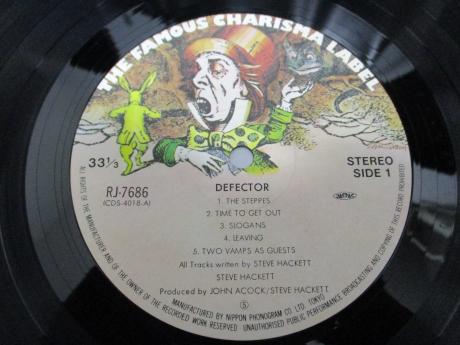 THE FAMOUS CHARISMA LABEL
33 1/3
STEREO
SIDE 1
RJ-7686
(CDS-4018-A)
DEFECTOR
1. THE STEPPES
2. TIME TO GET OUT
3. SLOGANS
4. LEAVING
5. TWO VAMPS AS GUESTS
All Tracks written by STEVE HACKETT
STEVE HACKETT
Produced by JOHN ACOCK/STEVE HACKETT
Ⓢ
MANUFACTURED BY NIPPON PHONOGRAM CO. LTD. TOKYO
ALL RIGHTS OF THE MANUFACTURER AND OF THE OWNER OF THE RECORDED WORK RESERVED UNAUTHORISED PUBLIC PERFORMANCE BROADCASTING AND COPYING OF THIS RECORD PROHIBITED